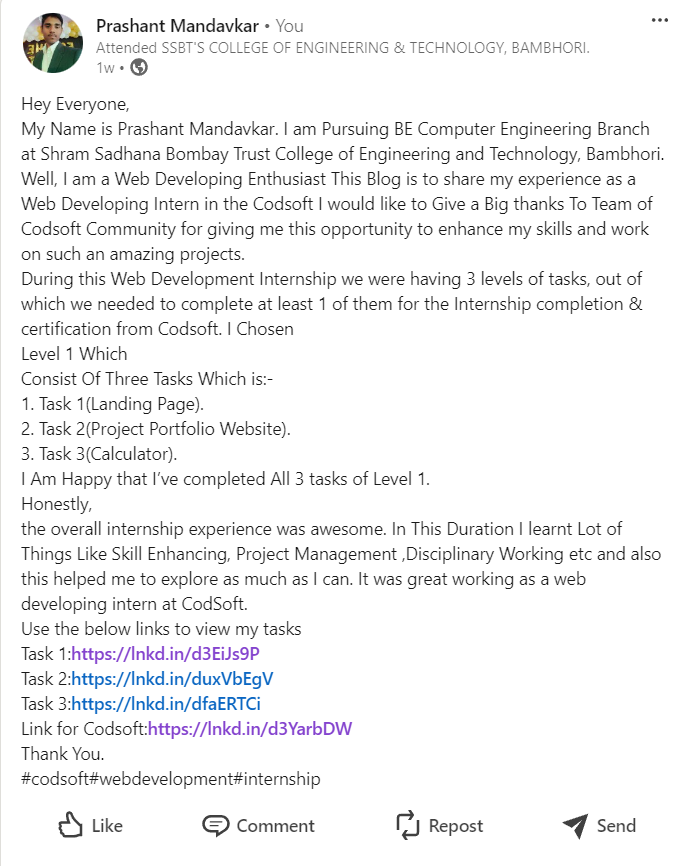 Prashant Mandavkar • You
Attended SSBT'S COLLEGE OF ENGINEERING & TECHNOLOGY, BAMBHORI.
1w •
Hey Everyone,
My Name is Prashant Mandavkar. I am Pursuing BE Computer Engineering Branch
at Shram Sadhana Bombay Trust College of Engineering and Technology, Bambhori.
Well, I am a Web Developing Enthusiast This Blog is to share my experience as a
Web Developing Intern in the Codsoft I would like to Give a Big thanks To Team of
Codsoft Community for giving me this opportunity to enhance my skills and work
on such an amazing projects.
During this Web Development Internship we were having 3 levels of tasks, out of
which we needed to complete at least 1 of them for the Internship completion &
certification from Codsoft. I Chosen
Level 1 Which
Consist Of Three Tasks Which is:-
1. Task 1(Landing Page).
2. Task 2(Project Portfolio Website).
3. Task 3(Calculator).
I Am Happy that I’ve completed All 3 tasks of Level 1.
Honestly,
the overall internship experience was awesome. In This Duration I learnt Lot of
Things Like Skill Enhancing, Project Management ,Disciplinary Working etc and also
this helped me to explore as much as I can. It was great working as a web
developing intern at CodSoft.
Use the below links to view my tasks
Task 1:https://lnkd.in/d3EiJs9P
Task 2:https://lnkd.in/duxVbEgV
Task 3:https://lnkd.in/dfaERTCi
Link for Codsoft:https://lnkd.in/d3YarbDW
Thank You.
#codsoft#webdevelopment#internship
Like Comment Repost Send